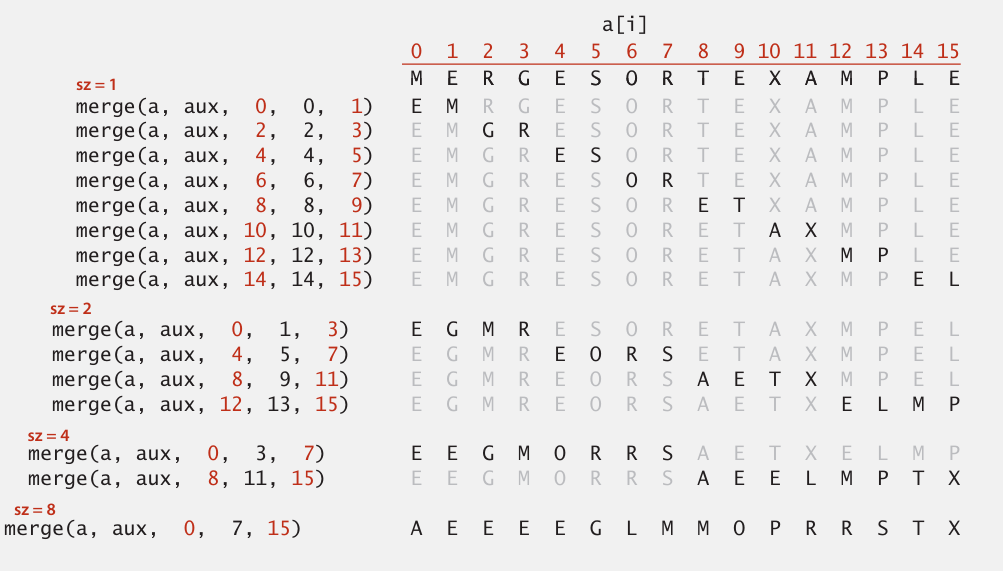 a[i]
0 1 2 3 4 5 6 7 8 9 10 11 12 13 14 15
M E R G E S O R T E X A M P L E
sz = 1
merge(a, aux, 0, 0, 1) E M R G E S O R T E X A M P L E
merge(a, aux, 2, 2, 3) E M G R E S O R T E X A M P L E
merge(a, aux, 4, 4, 5) E M G R E S O R T E X A M P L E
merge(a, aux, 6, 6, 7) E M G R E S O R T E X A M P L E
merge(a, aux, 8, 8, 9) E M G R E S O R E T X A M P L E
merge(a, aux, 10, 10, 11) E M G R E S O R E T A X M P L E
merge(a, aux, 12, 12, 13) E M G R E S O R E T A X M P L E
merge(a, aux, 14, 14, 15) E M G R E S O R E T A X M P E L
sz = 2
merge(a, aux, 0, 1, 3) E G M R E S O R E T A X M P E L
merge(a, aux, 4, 5, 7) E G M R E O R S E T A X M P E L
merge(a, aux, 8, 9, 11) E G M R E O R S A E T X M P E L
merge(a, aux, 12, 13, 15) E G M R E O R S A E T X E L M P
sz = 4
merge(a, aux, 0, 3, 7) E E G M O R R S A E T X E L M P
merge(a, aux, 8, 11, 15) E E G M O R R S A E E L M P T X
sz = 8
merge(a, aux, 0, 7, 15) A E E E E G L M M O P R R S T X